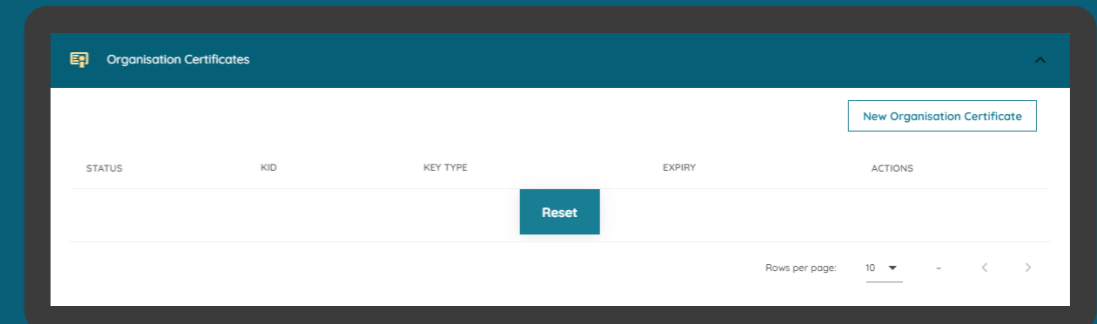 Organisation Certificates
New Organisation Certificate
STATUS KID KEY TYPE EXPIRY ACTIONS
Reset
Rows per page: 10 -